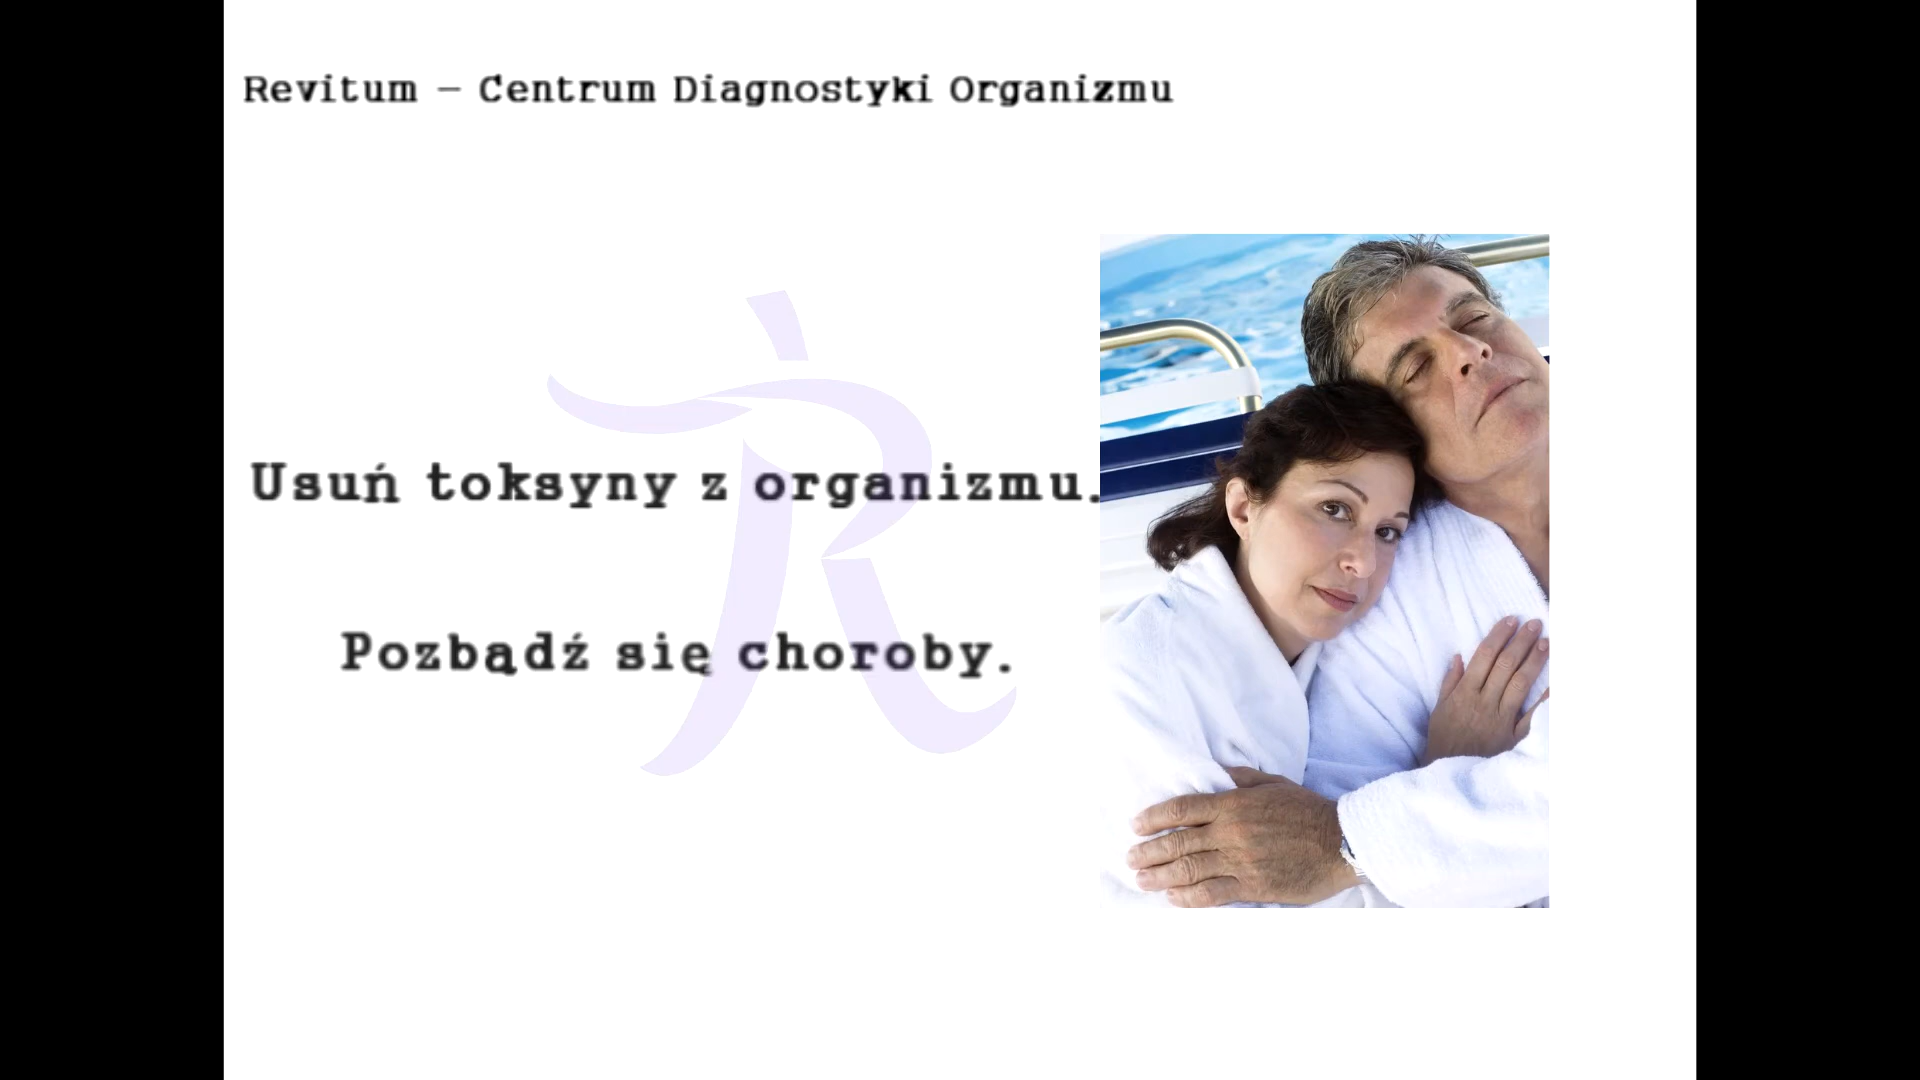 Revitum – Centrum Diagnostyki Organizmu
Usuń toksyny z organizmu.
Pozbądź się choroby.